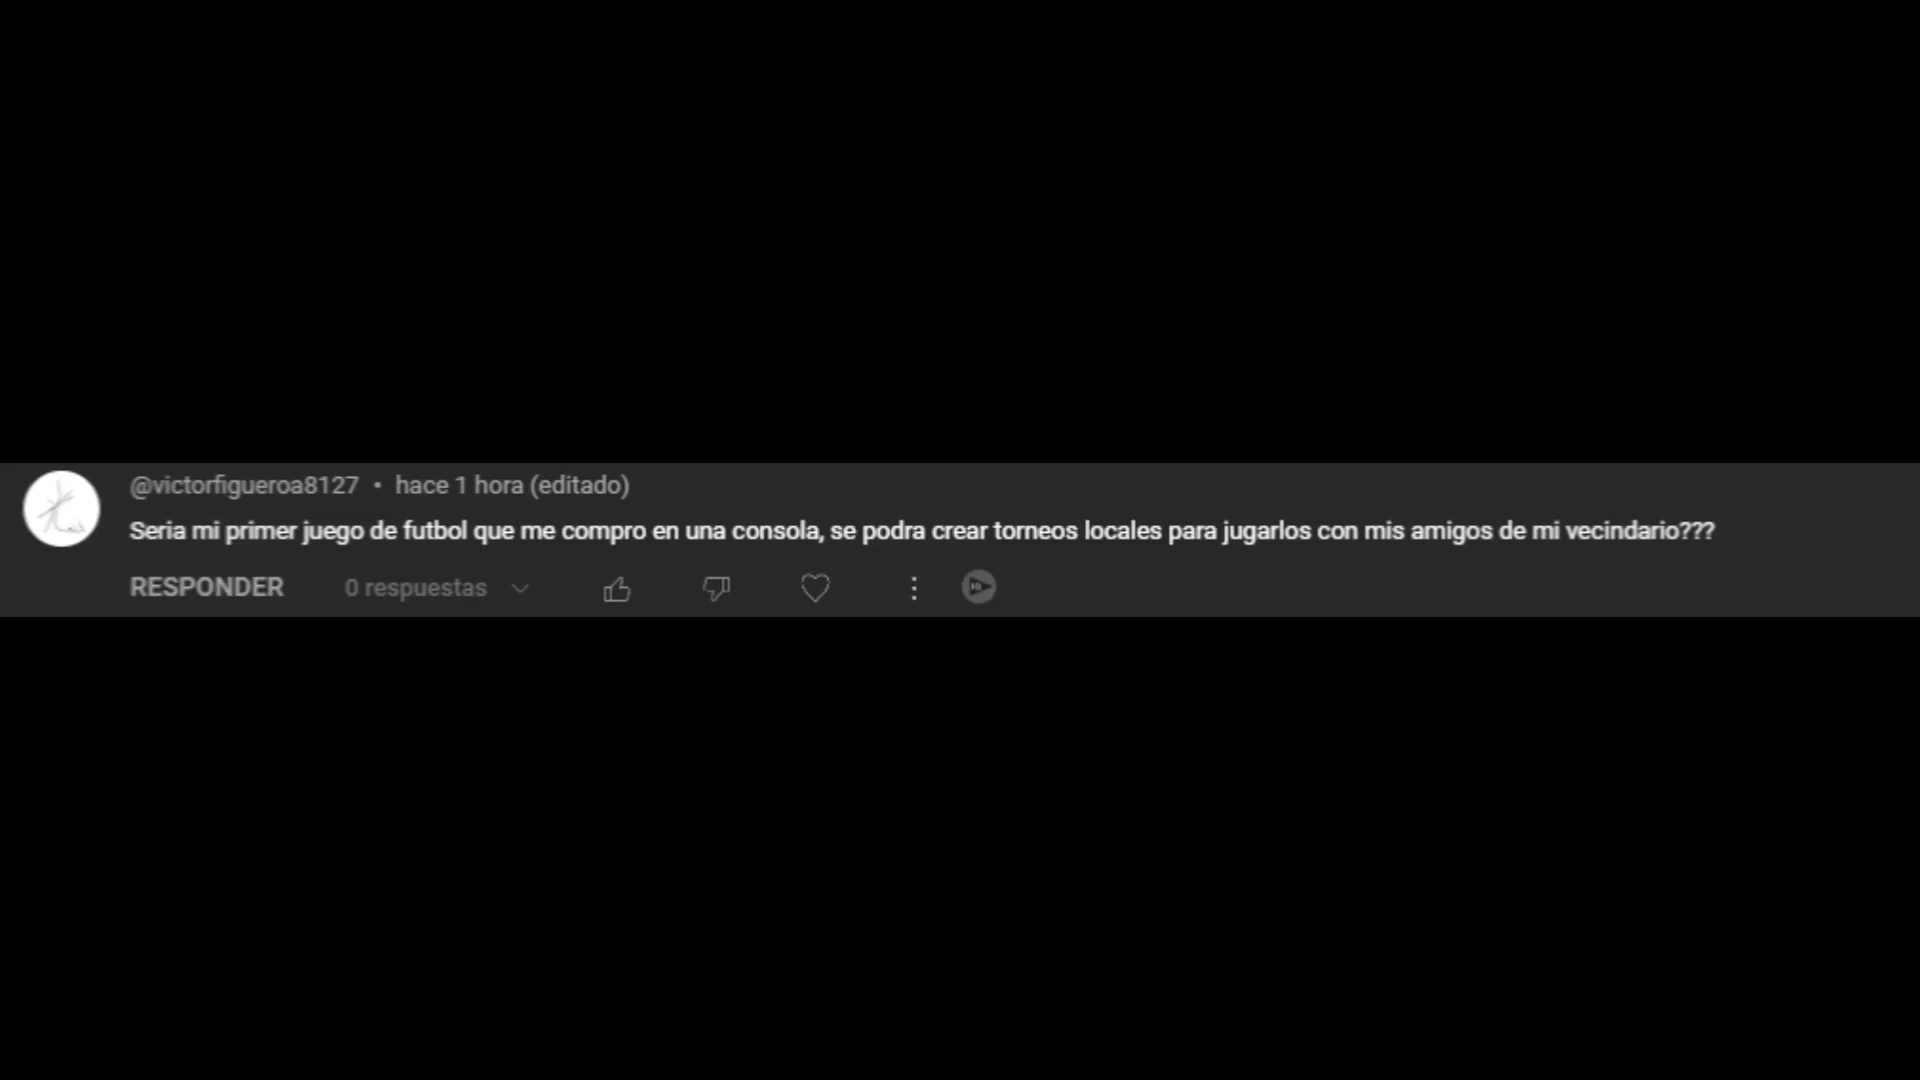 @victorfigueroa8127 • hace 1 hora (editado)
Seria mi primer juego de futbol que me compro en una consola, se podra crear torneos locales para jugarlos con mis amigos de mi vecindario???
RESPONDER 0 respuestas